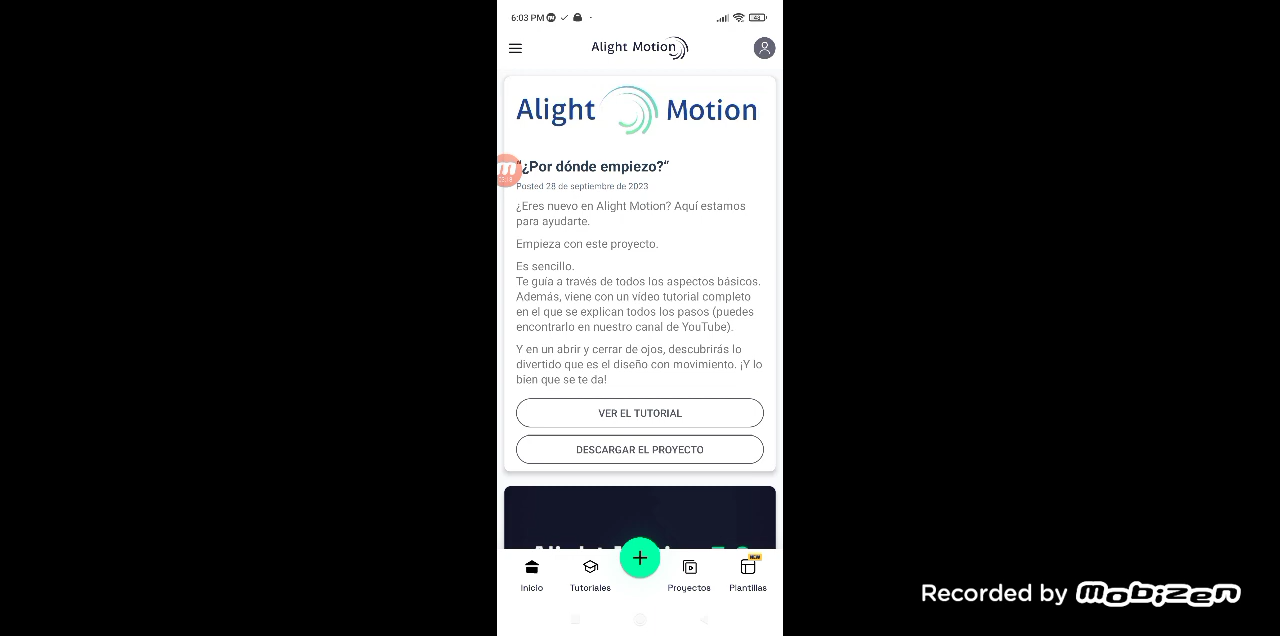 6:03 PM
Alight Motion
Alight Motion
"¿Por dónde empiezo?"
Posted 28 de septiembre de 2023
¿Eres nuevo en Alight Motion? Aquí estamos
para ayudarte.
Empieza con este proyecto.
Es sencillo.
Te guía a través de todos los aspectos básicos.
Además, viene con un vídeo tutorial completo
en el que se explican todos los pasos (puedes
encontrarlo en nuestro canal de YouTube).
Y en un abrir y cerrar de ojos, descubrirás lo
divertido que es el diseño con movimiento. ¡Y lo
bien que se te da!
VER EL TUTORIAL
DESCARGAR EL PROYECTO
NEW
Inicio Tutoriales Proyectos Plantillas
Recorded by mobizen